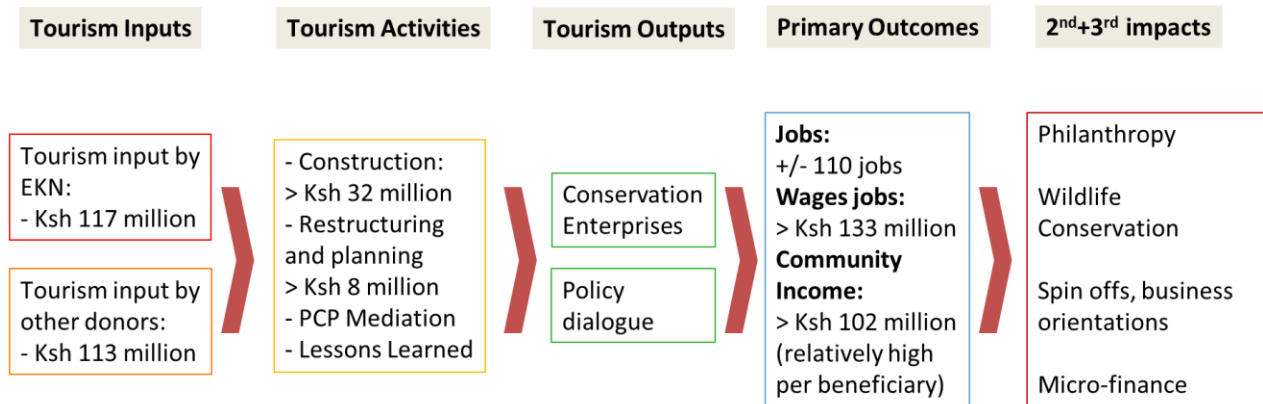 Tourism Inputs
Tourism Activities
Tourism Outputs
Primary Outcomes
2nd+3rd impacts
Tourism input by
EKN:
- Ksh 117 million
Tourism input by
other donors:
- Ksh 113 million
- Construction:
> Ksh 32 million
- Restructuring
and planning
> Ksh 8 million
- PCP Mediation
- Lessons Learned
Conservation
Enterprises
Policy
dialogue
Jobs:
+/- 110 jobs
Wages jobs:
> Ksh 133 million
Community
Income:
> Ksh 102 million
(relatively high
per beneficiary)
Philanthropy
Wildlife
Conservation
Spin offs, business
orientations
Micro-finance